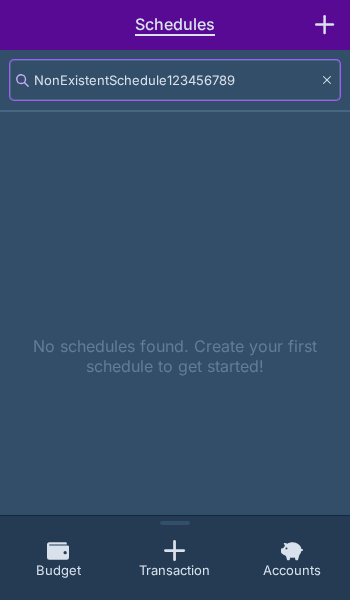 Schedules
NonExistentSchedule123456789
No schedules found. Create your first
schedule to get started!
Budget
Transaction
Accounts